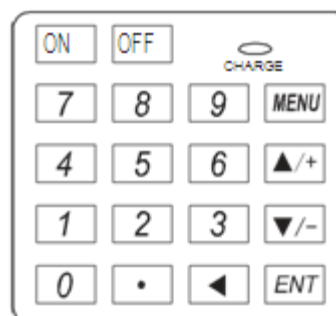 ON OFF
CHARGE
7 8 9 MENU
4 5 6 ▲/+
1 2 3 ▼/-
0 • ◀ ENT